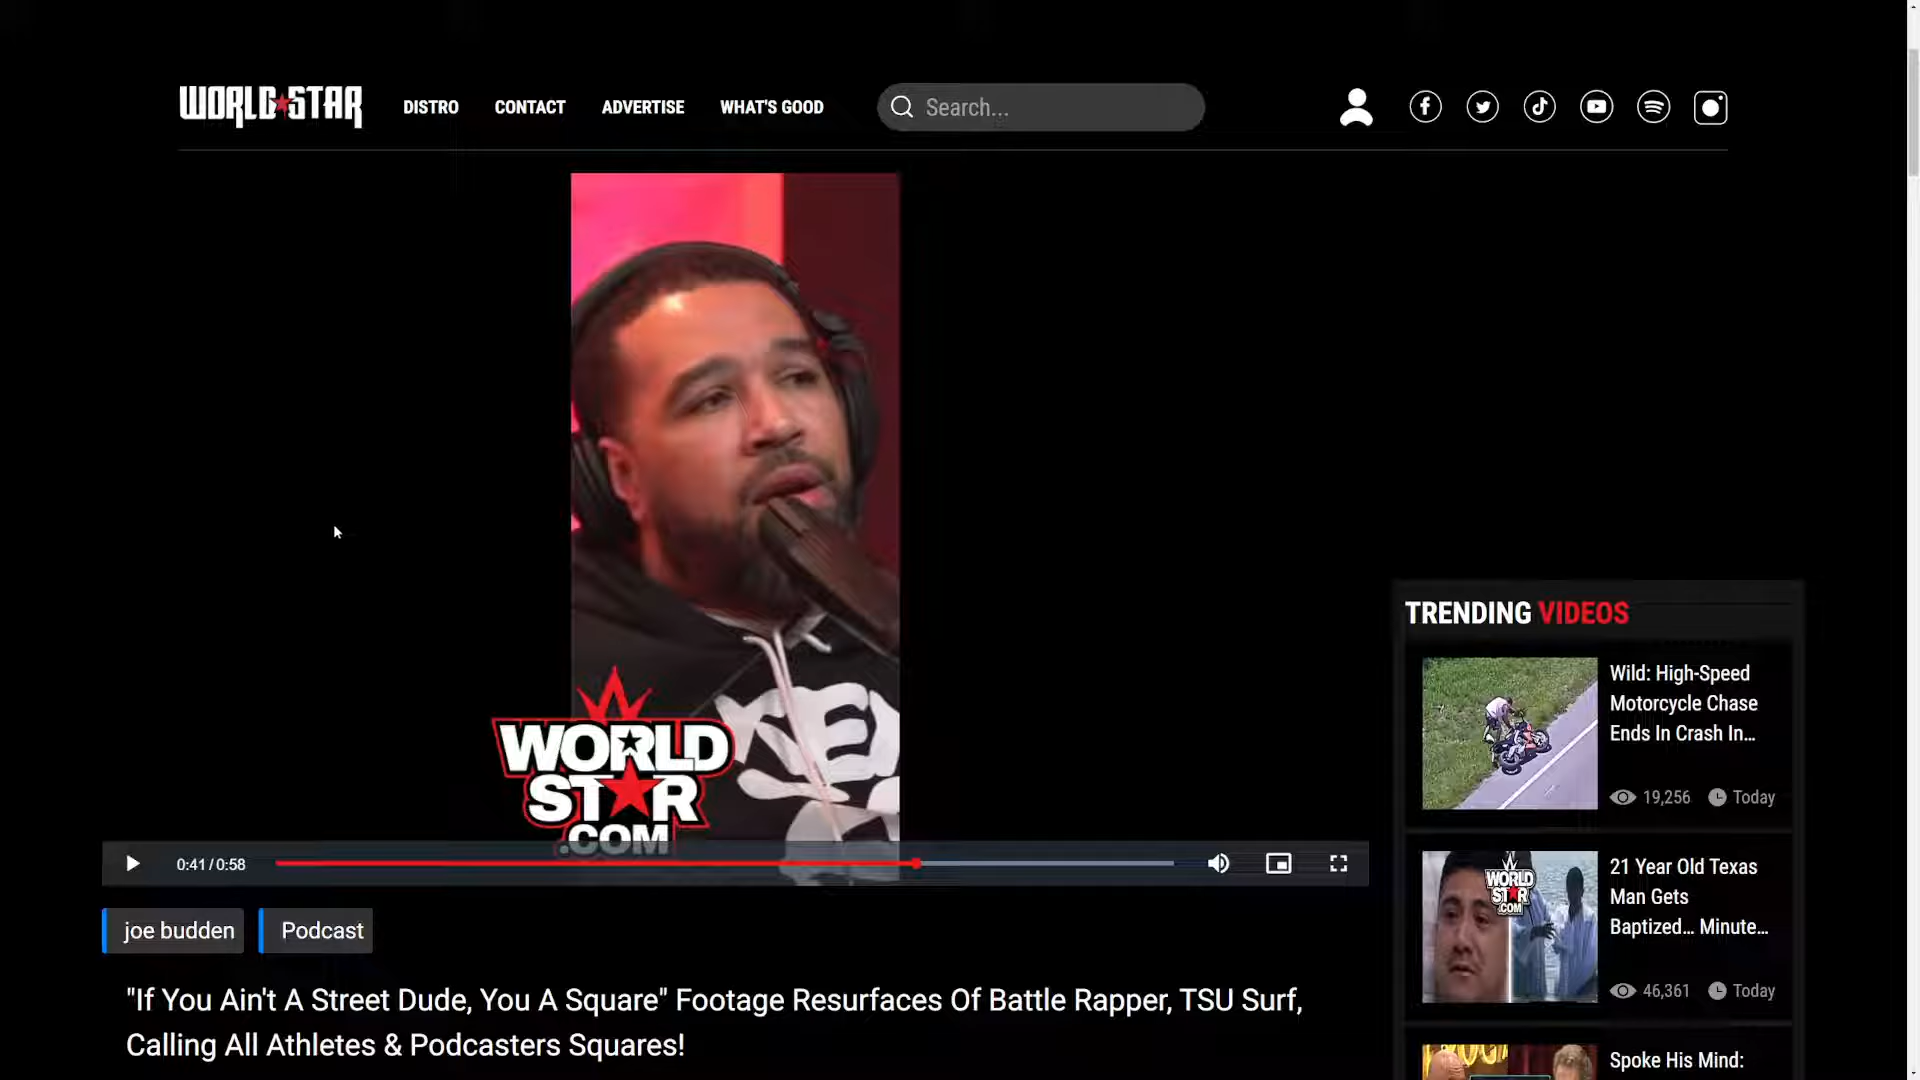 WORLD STAR
DISTRO
CONTACT
ADVERTISE
WHAT'S GOOD
Search...
WORLD
STAR
.COM
0:41 / 0:58
joe budden
Podcast
"If You Ain't A Street Dude, You A Square" Footage Resurfaces Of Battle Rapper, TSU Surf,
Calling All Athletes & Podcasters Squares!
TRENDING VIDEOS
Wild: High-Speed
Motorcycle Chase
Ends In Crash In...
19,256
Today
WORLD
STAR
.COM
21 Year Old Texas
Man Gets
Baptized... Minute...
46,361
Today
Spoke His Mind: